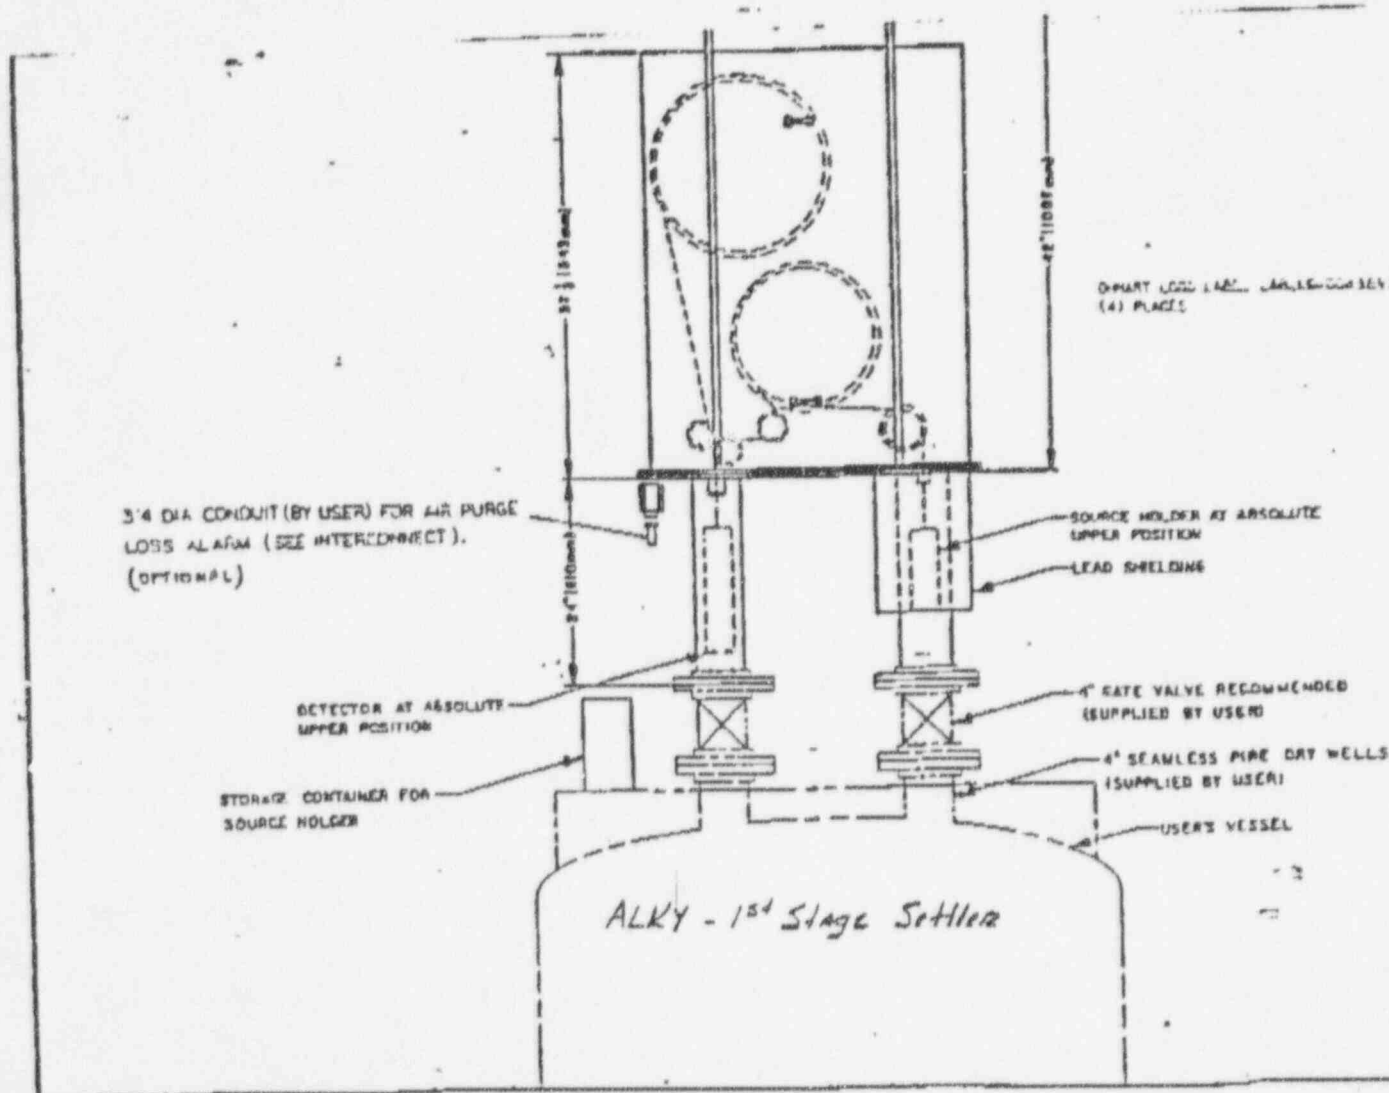 (4) PLACES
3/4 DIA CONDUIT (BY USER) FOR AIR PURGE
LOSS ALARM (SEE INTERCONNECT).
(OPTIONAL)
24" (610mm)
SOURCE HOLDER AT ABSOLUTE
UPPER POSITION
LEAD SHIELDING
DETECTOR AT ABSOLUTE
UPPER POSITION
4" GATE VALVE RECOMMENDED
(SUPPLIED BY USER)
4" SEAMLESS PIPE DRY WELLS
(SUPPLIED BY USER)
STORAGE CONTAINER FOR
SOURCE HOLDER
USER'S VESSEL
ALKY - 1st Stage Settler